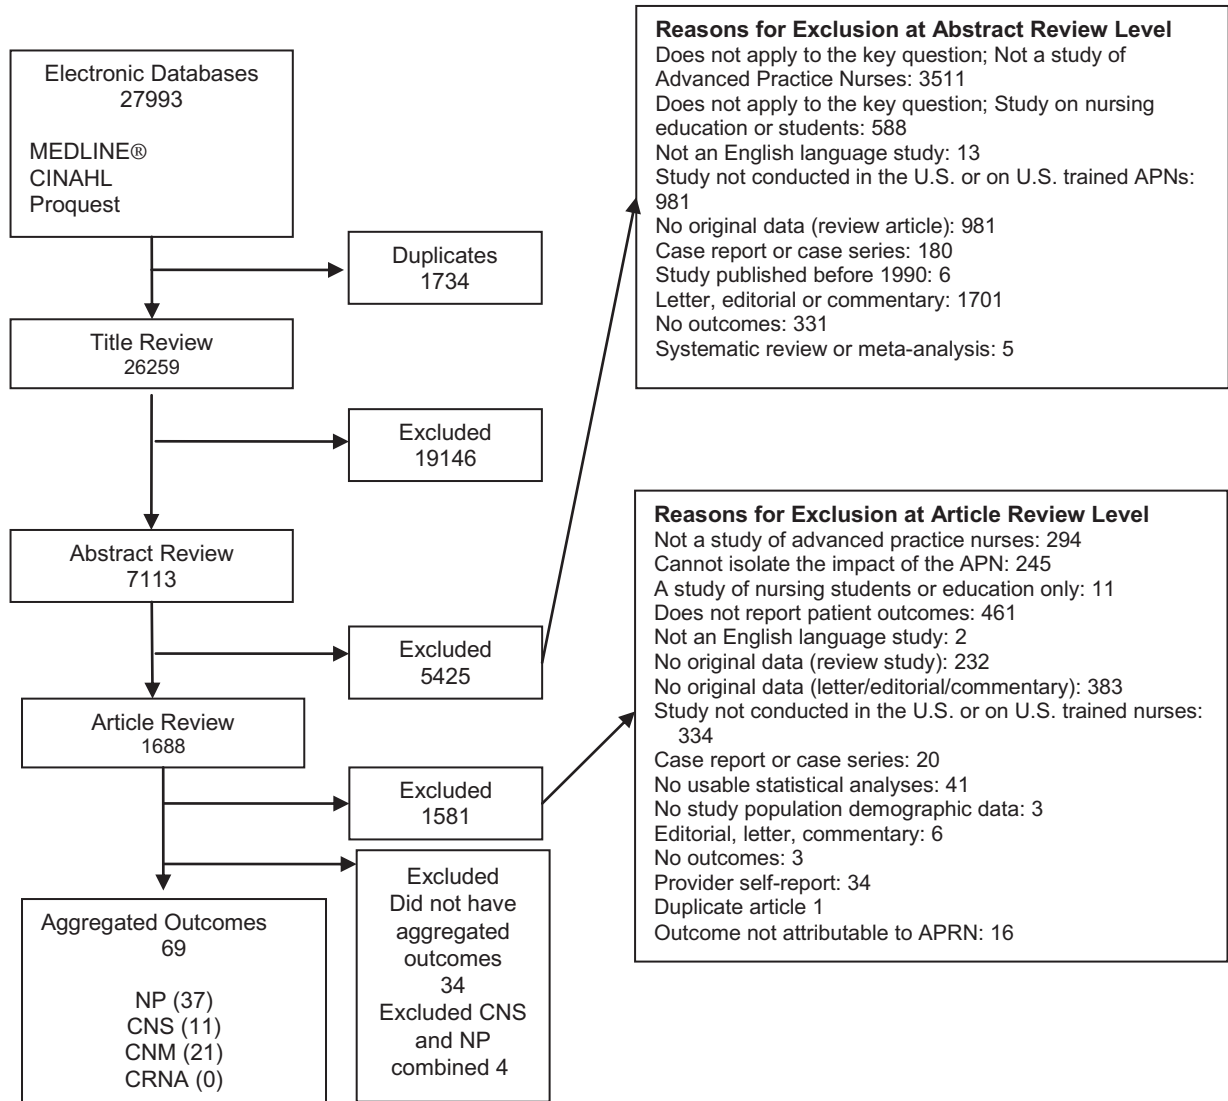 Electronic Databases
27993
MEDLINE®
CINAHL
Proquest
Duplicates
1734
Title Review
26259
Excluded
19146
Abstract Review
7113
Excluded
5425
Article Review
1688
Excluded
1581
Excluded
Did not have
aggregated
outcomes
34
Excluded CNS
and NP
combined 4
Aggregated Outcomes
69
NP (37)
CNS (11)
CNM (21)
CRNA (0)
Reasons for Exclusion at Abstract Review Level
Does not apply to the key question; Not a study of
Advanced Practice Nurses: 3511
Does not apply to the key question; Study on nursing
education or students: 588
Not an English language study: 13
Study not conducted in the U.S. or on U.S. trained APNs:
981
No original data (review article): 981
Case report or case series: 180
Study published before 1990: 6
Letter, editorial or commentary: 1701
No outcomes: 331
Systematic review or meta-analysis: 5
Reasons for Exclusion at Article Review Level
Not a study of advanced practice nurses: 294
Cannot isolate the impact of the APN: 245
A study of nursing students or education only: 11
Does not report patient outcomes: 461
Not an English language study: 2
No original data (review study): 232
No original data (letter/editorial/commentary): 383
Study not conducted in the U.S. or on U.S. trained nurses:
334
Case report or case series: 20
No usable statistical analyses: 41
No study population demographic data: 3
Editorial, letter, commentary: 6
No outcomes: 3
Provider self-report: 34
Duplicate article 1
Outcome not attributable to APRN: 16